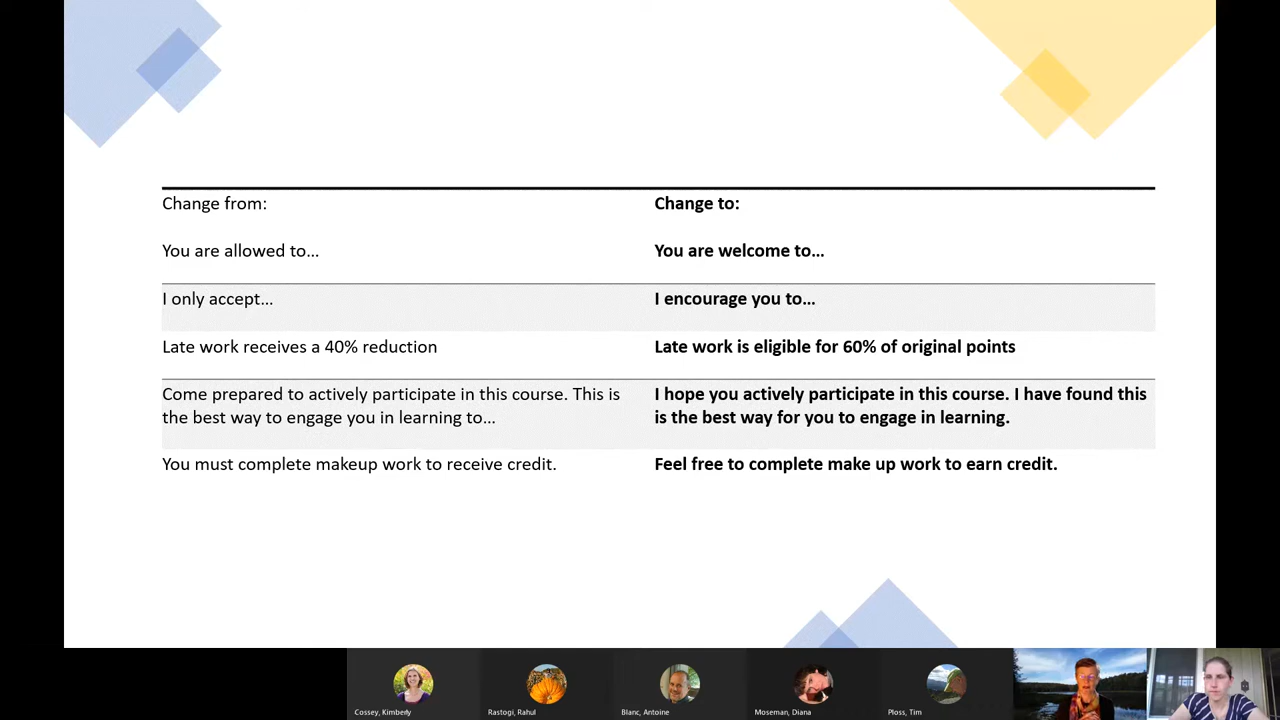 Change from:
Change to:
You are allowed to...
You are welcome to...
I only accept...
I encourage you to...
Late work receives a 40% reduction
Late work is eligible for 60% of original points
Come prepared to actively participate in this course. This is
the best way to engage you in learning to...
I hope you actively participate in this course. I have found this
is the best way for you to engage in learning.
You must complete makeup work to receive credit.
Feel free to complete make up work to earn credit.
Cossey, Kimberly
Rastogi, Rahul
Blanc, Antoine
Moseman, Diana
Ploss, Tim